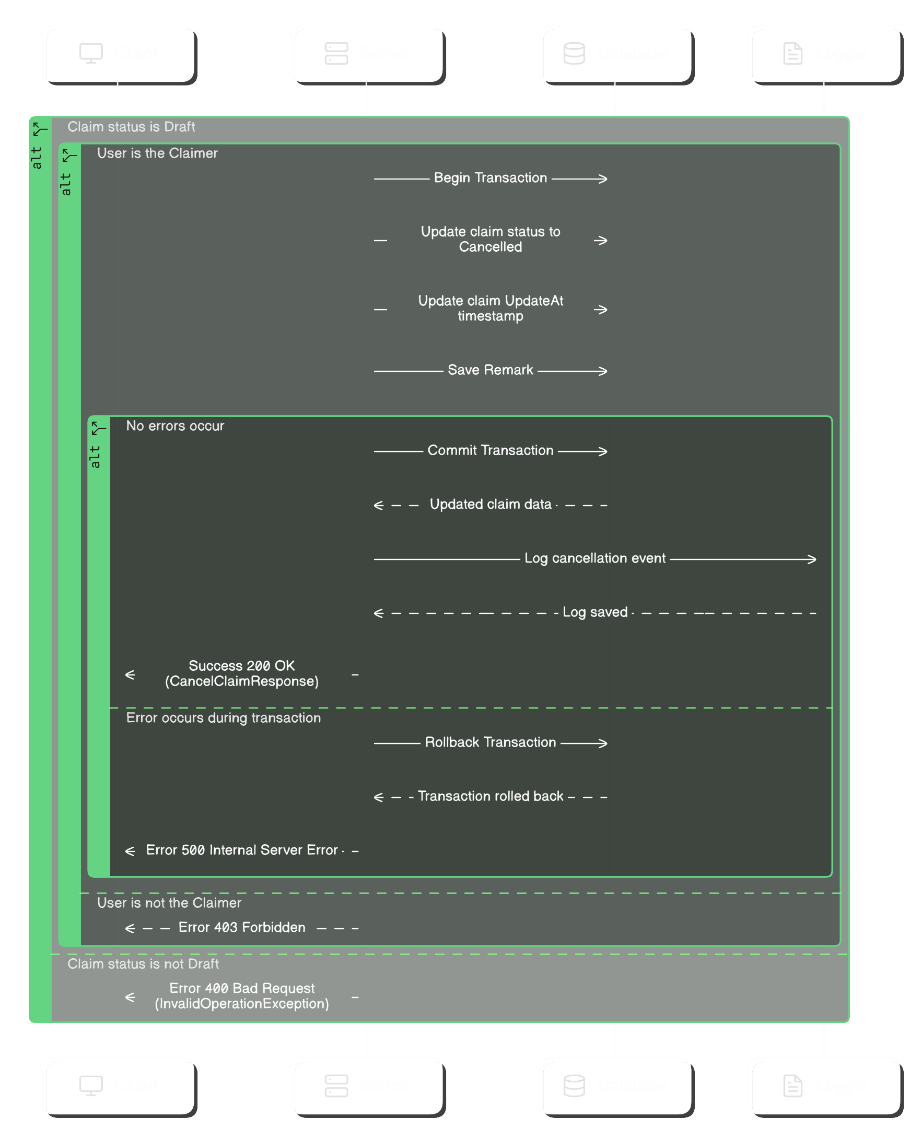 Claim status is Draft
alt
User is the Claimer
alt
Begin Transaction
Update claim status to
Cancelled
Update claim UpdateAt
timestamp
Save Remark
No errors occur
alt
Commit Transaction
Updated claim data
Log cancellation event
Log saved
Success 200 OK
(CancelClaimResponse)
Error occurs during transaction
Rollback Transaction
Transaction rolled back
Error 500 Internal Server Error
User is not the Claimer
Error 403 Forbidden
Claim status is not Draft
Error 400 Bad Request
(InvalidOperationException)